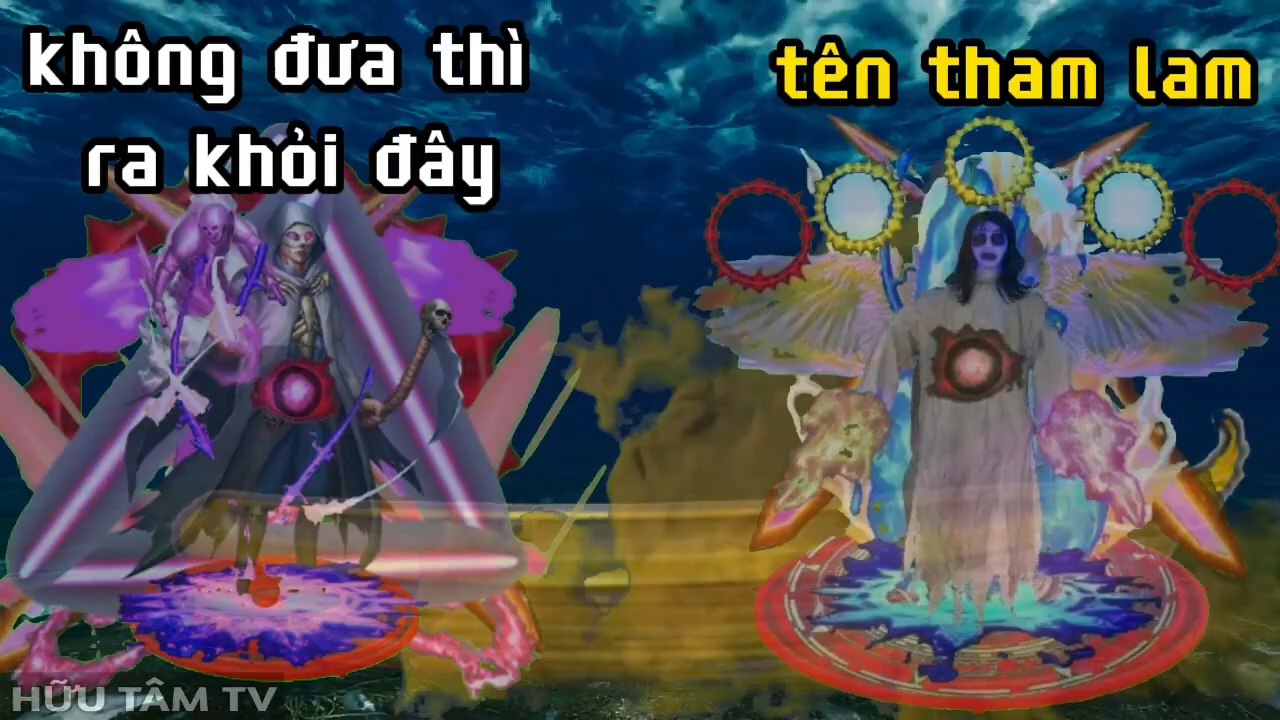 không đưa thì
ra khỏi đây
tên tham lam
HỮU TÂM TV